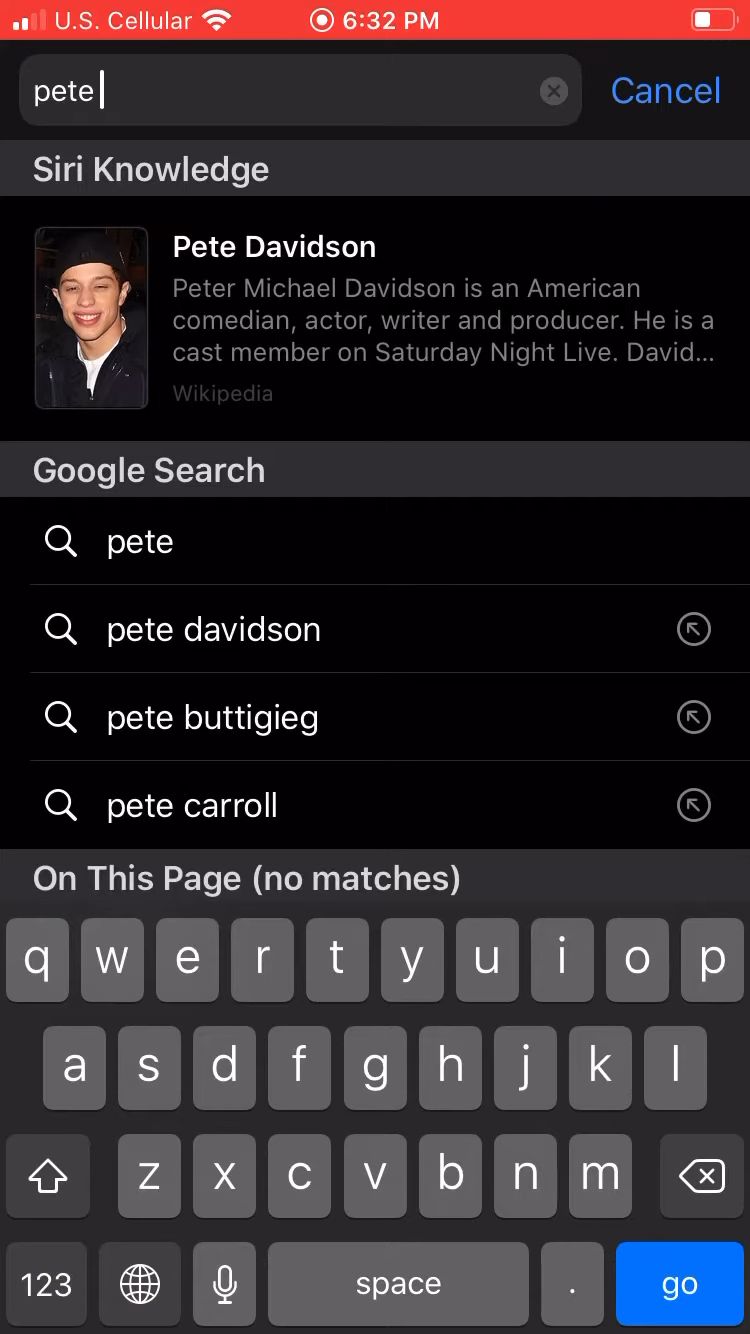 U.S. Cellular 6:32 PM
pete Cancel
Siri Knowledge
Pete Davidson
Peter Michael Davidson is an American
comedian, actor, writer and producer. He is a
cast member on Saturday Night Live. David...
Wikipedia
Google Search
pete
pete davidson
pete buttigieg
pete carroll
On This Page (no matches)
q w e r t y u i o p
a s d f g h j k l
z x c v b n m
123 space . go